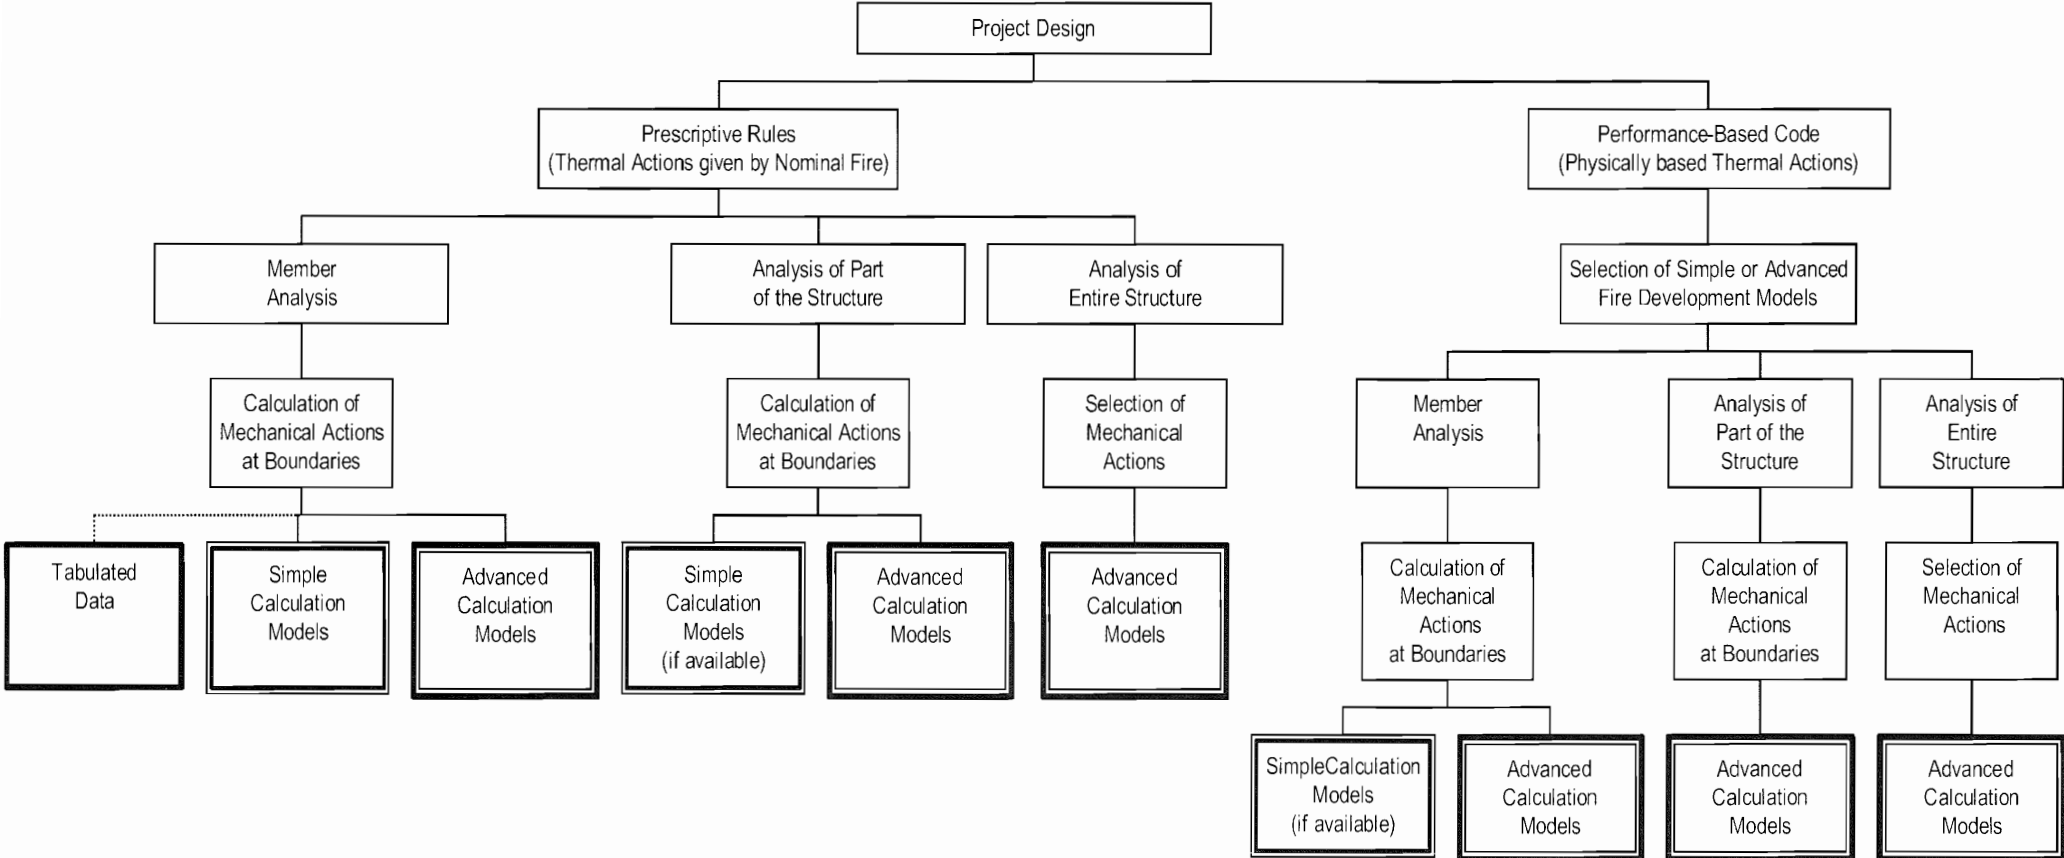 Project Design
Prescriptive Rules
(Thermal Actions given by Nominal Fire)
Performance-Based Code
(Physically based Thermal Actions)
Member
Analysis
Analysis of Part
of the Structure
Analysis of
Entire Structure
Selection of Simple or Advanced
Fire Development Models
Calculation of
Mechanical Actions
at Boundaries
Calculation of
Mechanical Actions
at Boundaries
Selection of
Mechanical
Actions
Member
Analysis
Analysis of
Part of the
Structure
Analysis of
Entire
Structure
Tabulated
Data
Simple
Calculation
Models
Advanced
Calculation
Models
Simple
Calculation
Models
(if available)
Advanced
Calculation
Models
Advanced
Calculation
Models
Calculation of
Mechanical
Actions
at Boundaries
Calculation of
Mechanical
Actions
at Boundaries
Selection of
Mechanical
Actions
SimpleCalculation
Models
(if available)
Advanced
Calculation
Models
Advanced
Calculation
Models
Advanced
Calculation
Models